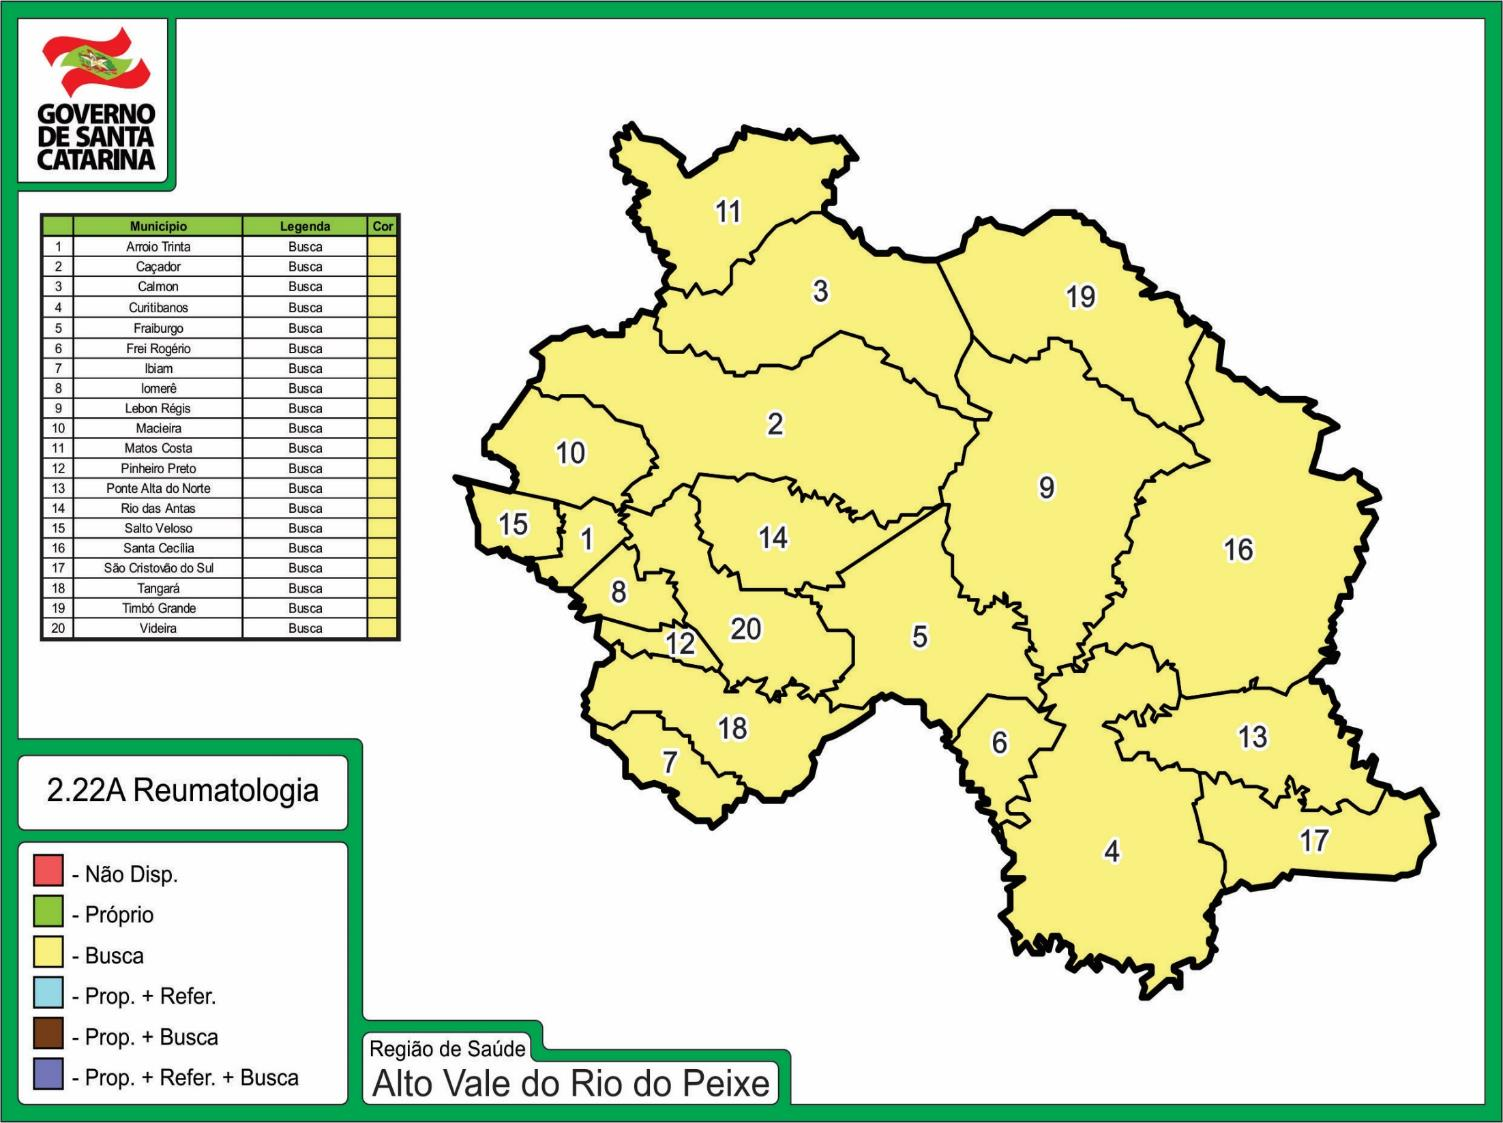 GOVERNO
DE SANTA
CATARINA
Município Legenda Cor
1 Arroio Trinta Busca
2 Caçador Busca
3 Calmon Busca
4 Curitibanos Busca
5 Fraiburgo Busca
6 Frei Rogério Busca
7 Ibiam Busca
8 Iomerê Busca
9 Lebon Régis Busca
10 Macieira Busca
11 Matos Costa Busca
12 Pinheiro Preto Busca
13 Ponte Alta do Norte Busca
14 Rio das Antas Busca
15 Salto Veloso Busca
16 Santa Cecília Busca
17 São Cristovão do Sul Busca
18 Tangará Busca
19 Timbó Grande Busca
20 Videira Busca
11
3
19
2
10
9
15
1
14
16
8
20
12
5
18
7
6
13
4
17
2.22A Reumatologia
- Não Disp.
- Próprio
- Busca
- Prop. + Refer.
- Prop. + Busca
- Prop. + Refer. + Busca
Região de Saúde
Alto Vale do Rio do Peixe